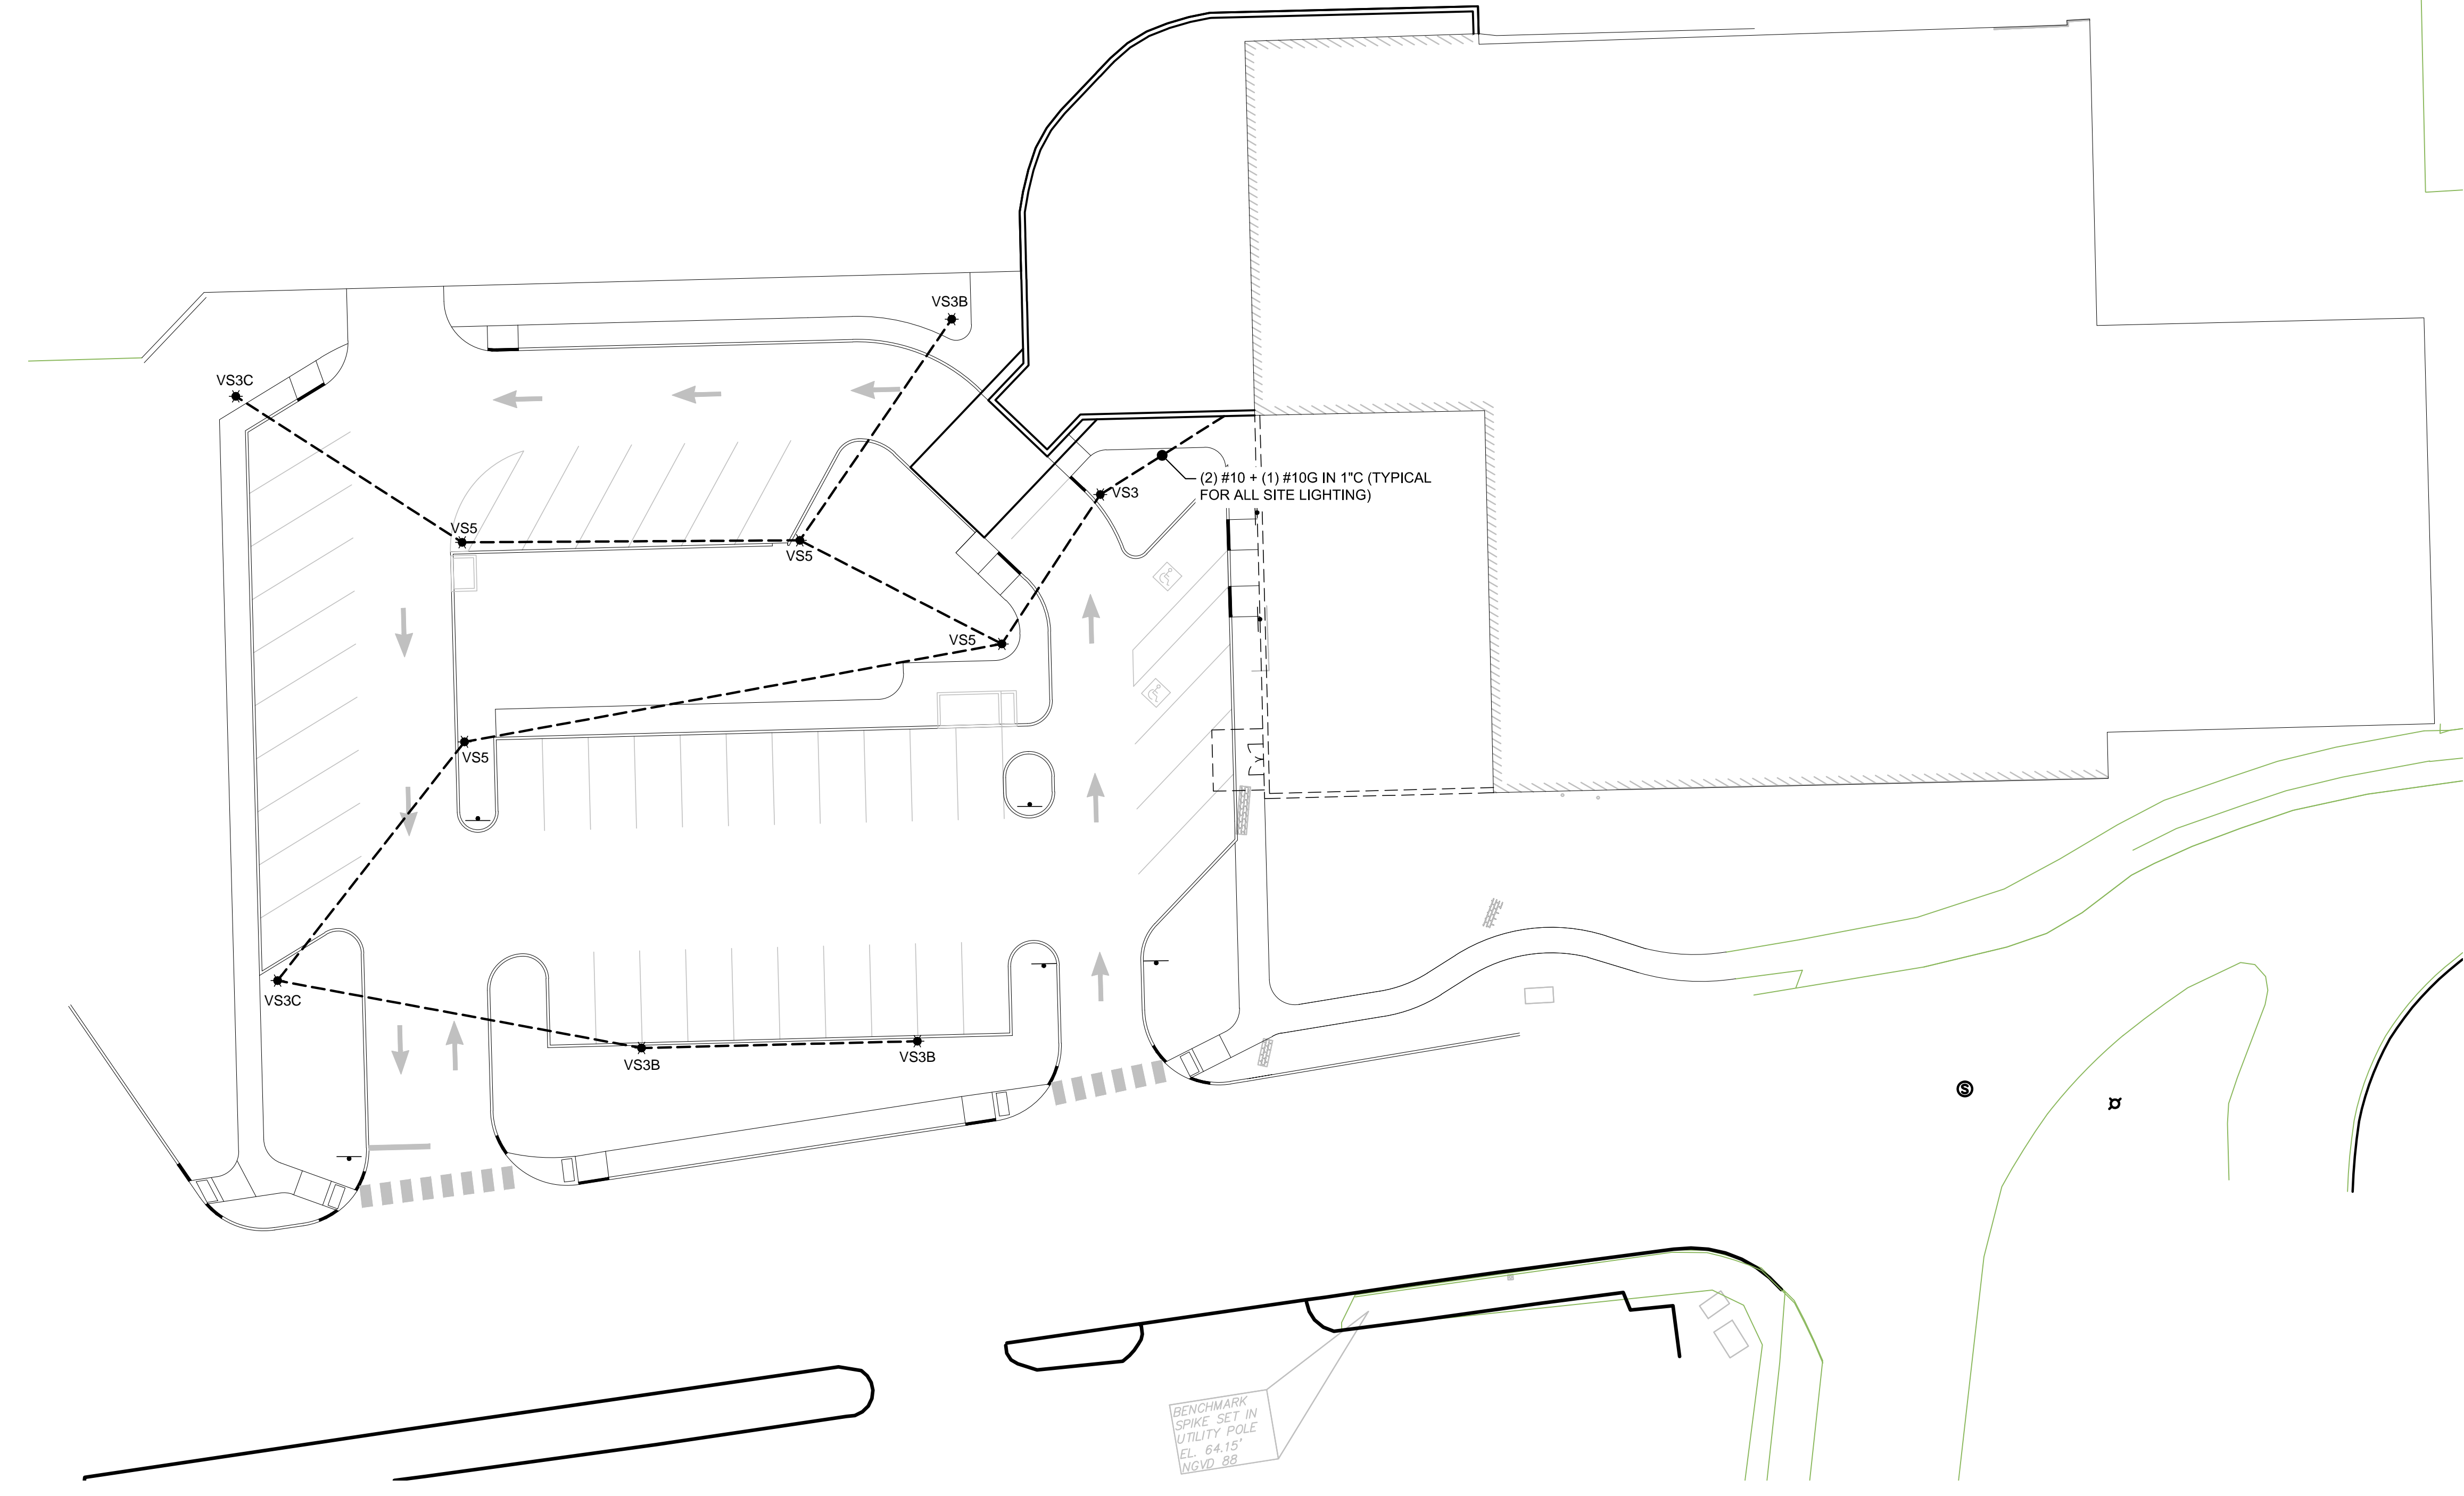 VS3B
VS3C
(2) #10 + (1) #10G IN 1"C (TYPICAL
FOR ALL SITE LIGHTING)
VS3
VS5
VS5
VS5
VS5
VS3C
VS3B
VS3B
S
BENCHMARK
SPIKE SET IN
UTILITY POLE
EL. 64.15'
NGVD 88